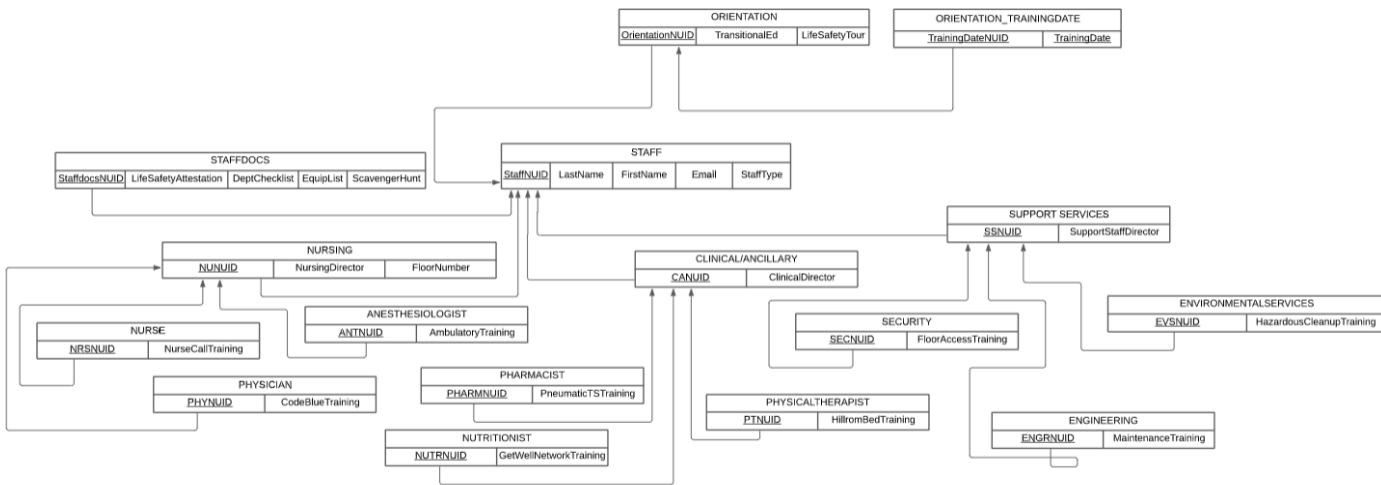 ORIENTATION
OrientationNUID TransitionalEd LifeSafetyTour
ORIENTATION_TRAININGDATE
TrainingDateNUID TrainingDate
STAFFDOCS
StaffdocsNUID LifeSafetyAttestation DeptChecklist EquipList ScavengerHunt
STAFF
StaffNUID LastName FirstName Email StaffType
SUPPORT SERVICES
SSNUID SupportStaffDirector
NURSING
NUNUID NursingDirector FloorNumber
CLINICAL/ANCILLARY
CANUID ClinicalDirector
ENVIRONMENTALSERVICES
EVSNUID HazardousCleanupTraining
ANESTHESIOLOGIST
ANTNUID AmbulatoryTraining
SECURITY
SECNUID FloorAccessTraining
NURSE
NRSNUID NurseCallTraining
PHARMACIST
PHARMNUID PneumaticTSTraining
PHYSICIAN
PHYNUID CodeBlueTraining
PHYSICALTHERAPIST
PTNUID HillromBedTraining
ENGINEERING
ENGRNUID MaintenanceTraining
NUTRITIONIST
NUTRNUID GetWellNetworkTraining